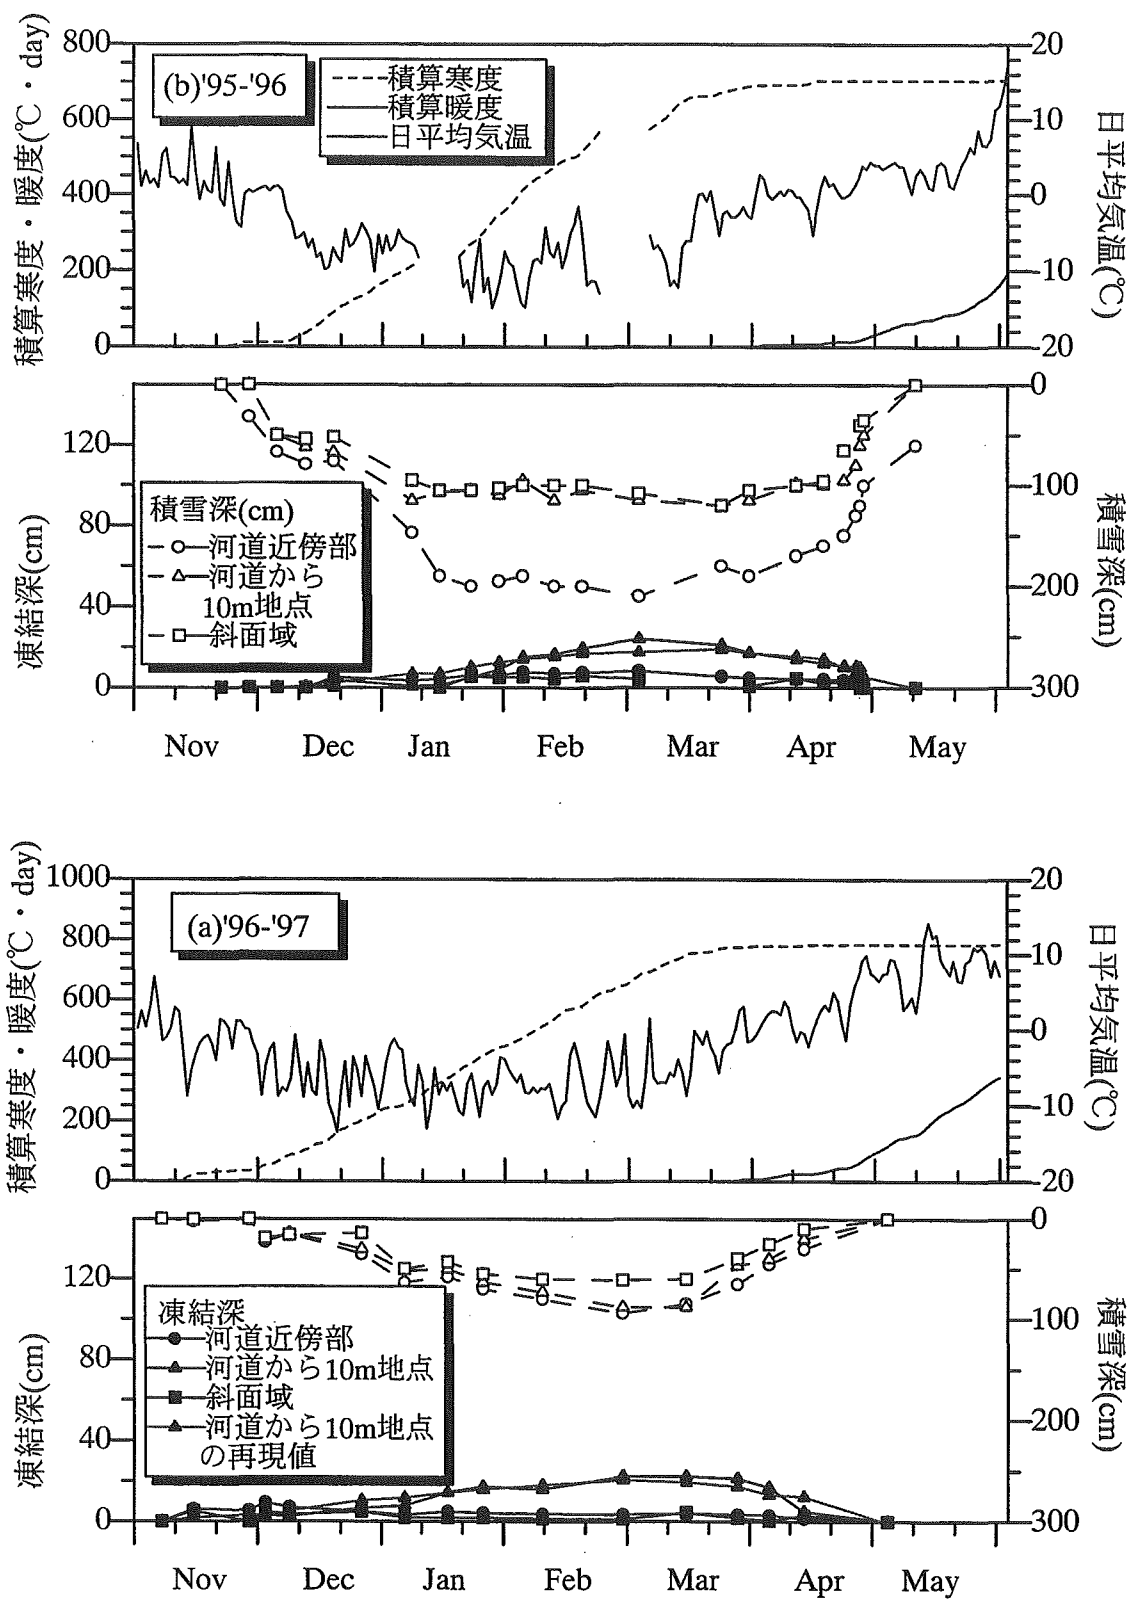 積算寒度・暖度(℃・day)
800
600
400
200
0
(b)'95-'96
積算寒度
積算暖度
日平均気温
20
10
0
-10
-20
日平均気温(℃)
凍結深(cm)
120
80
40
0
積雪深(cm)
河道近傍部
河道から
10m地点
斜面域
0
100
200
300
積雪深(cm)
Nov Dec Jan Feb Mar Apr May
積算寒度・暖度(℃・day)
1000
800
600
400
200
0
(a)'96-'97
20
10
0
-10
-20
日平均気温(℃)
凍結深(cm)
120
80
40
0
凍結深
河道近傍部
河道から10m地点
斜面域
河道から10m地点
の再現値
0
100
200
300
積雪深(cm)
Nov Dec Jan Feb Mar Apr May